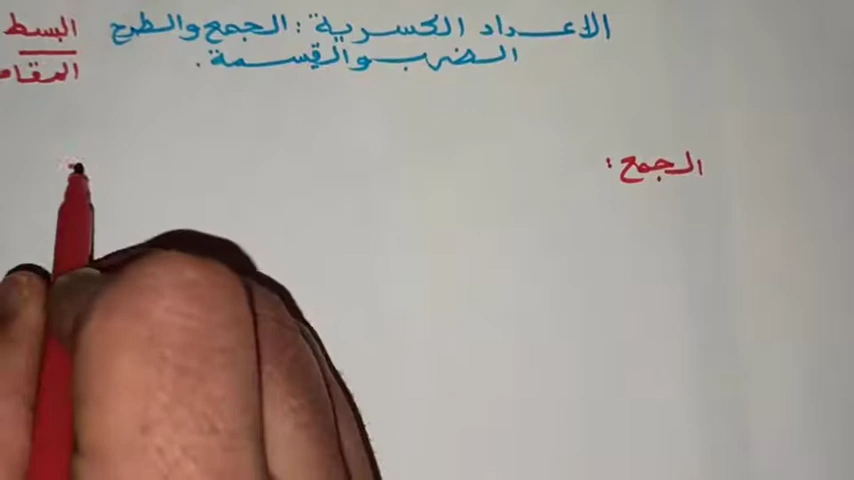 الاعداد الكسرية : الجمع والطرح
الضرب والقسمة .
البسط
المقام
الجمع :